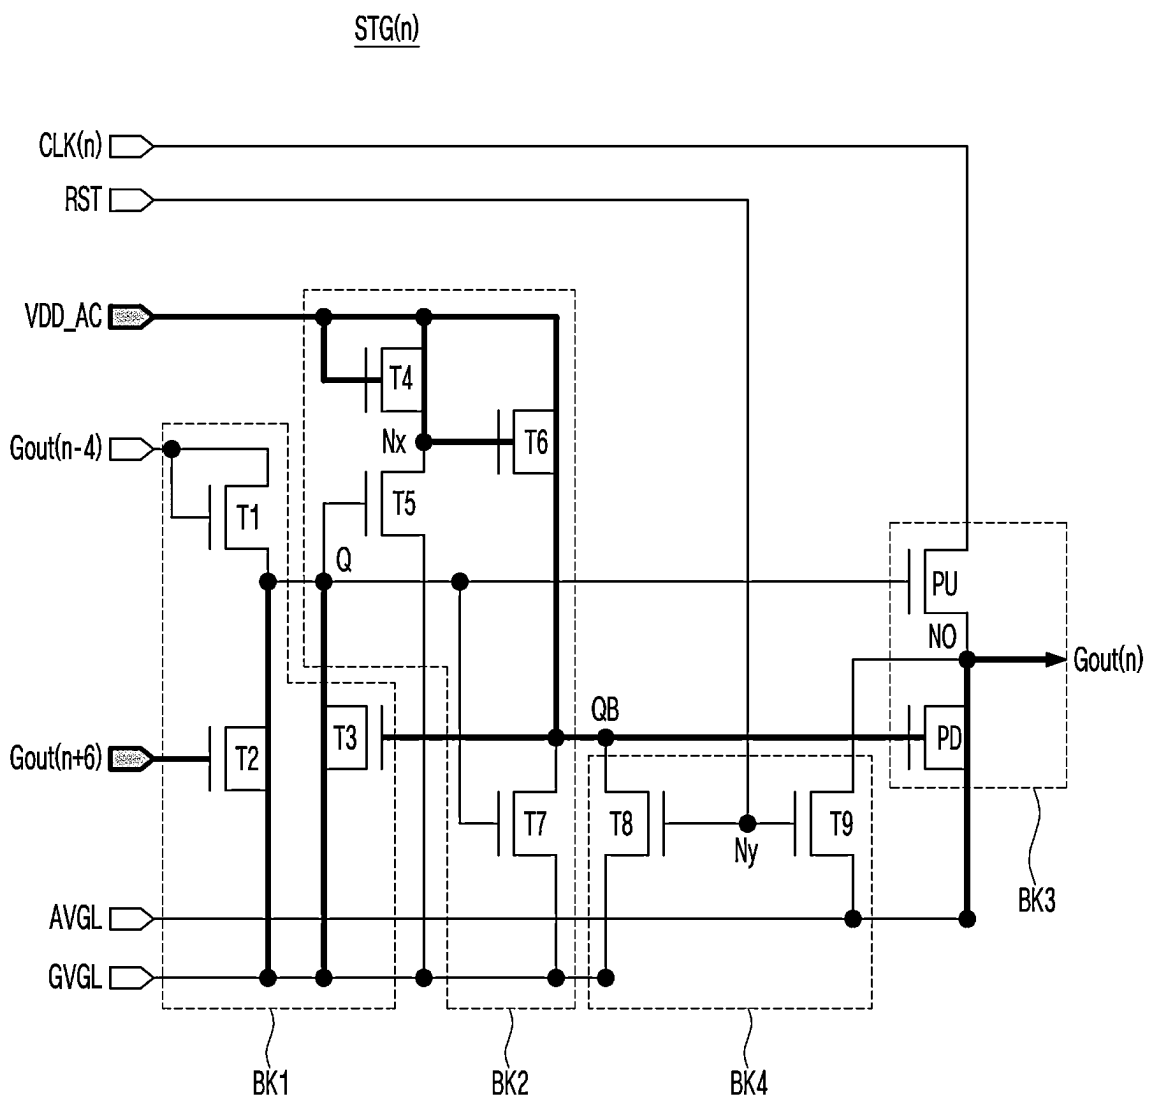 STG(n)
CLK(n)
RST
VDD_AC
T4
Nx
T6
Gout(n-4)
T5
T1
Q
PU
NO
Gout(n)
QB
T3
PD
T2
Gout(n+6)
T7
T8
T9
Ny
BK3
AVGL
GVGL
BK1
BK2
BK4